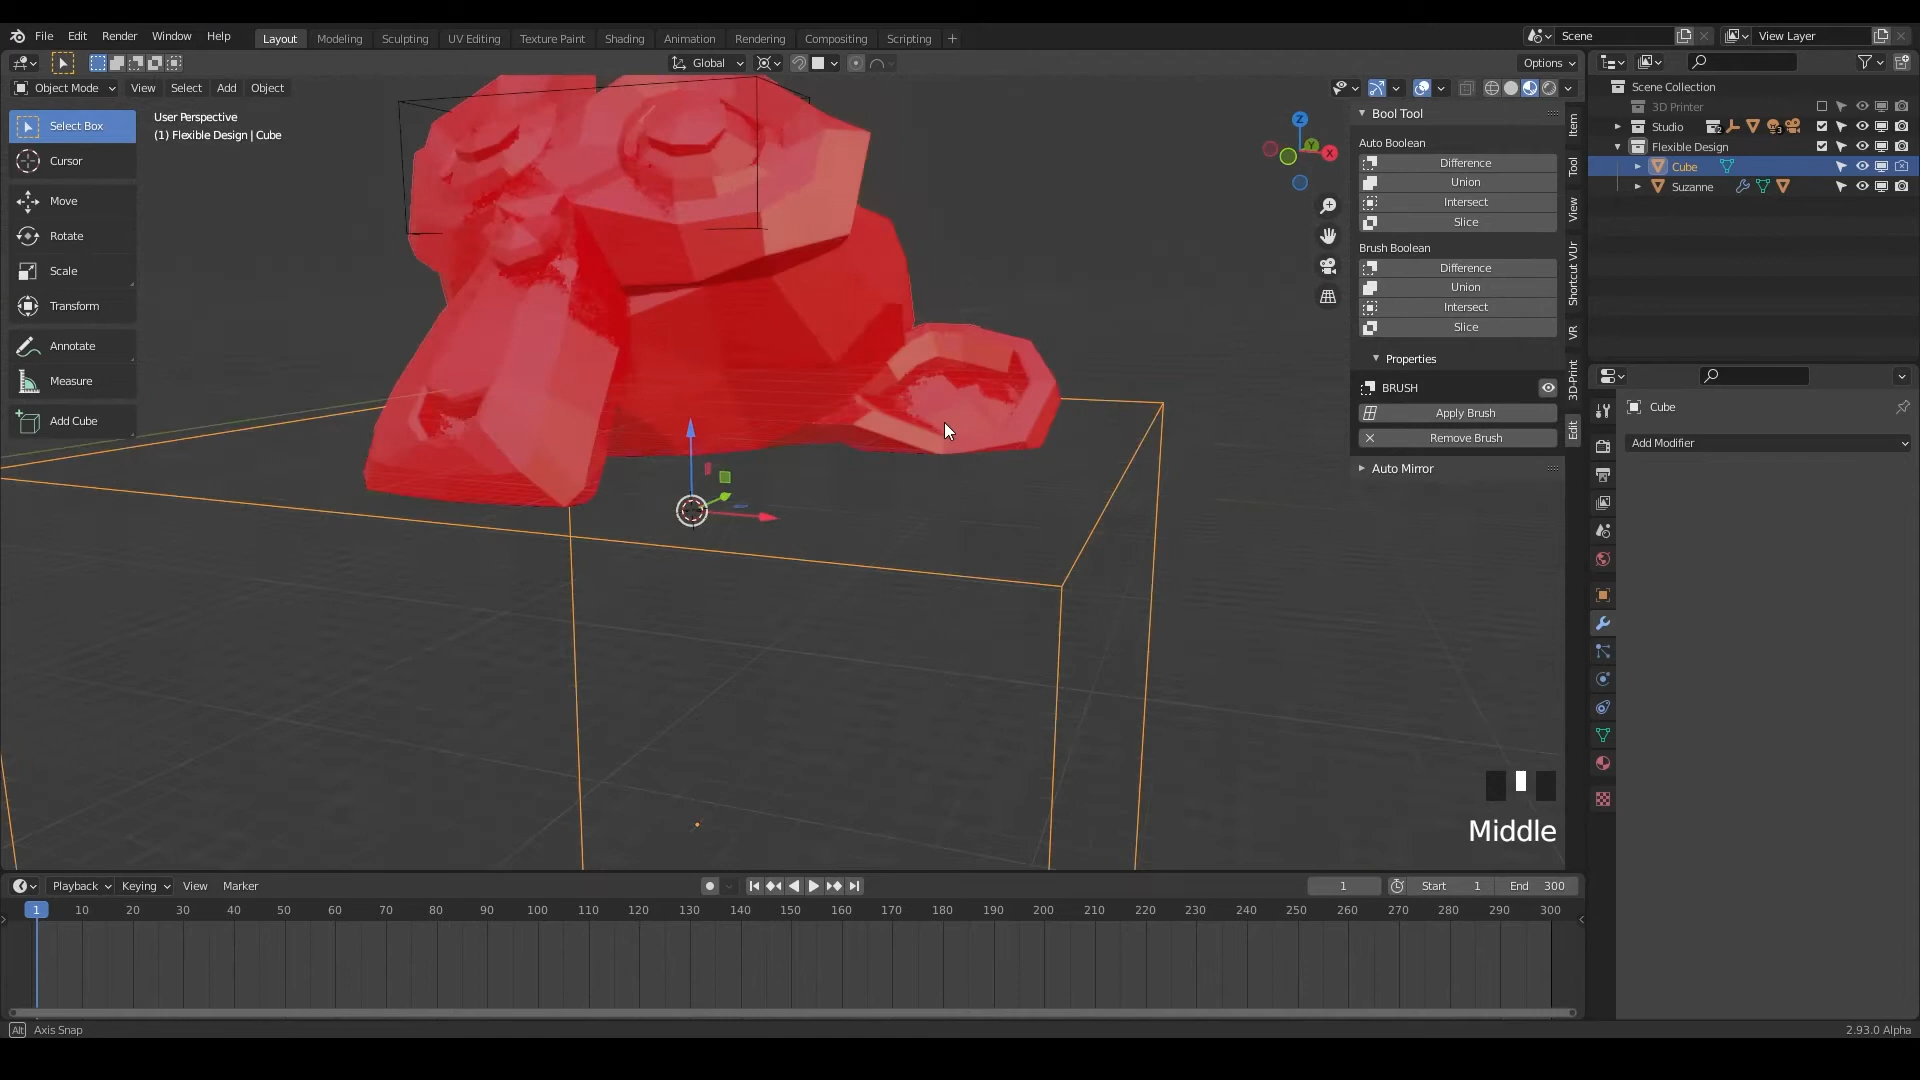 File Edit Render Window Help
Layout Modeling Sculpting UV Editing Texture Paint Shading Animation Rendering Compositing Scripting +
Scene
View Layer
Global
Options
Object Mode View Select Add Object
Select Box
Cursor
Move
Rotate
Scale
Transform
Annotate
Measure
Add Cube
User Perspective
(1) Flexible Design | Cube
Z
Y
X
Bool Tool
Auto Boolean
Difference
Union
Intersect
Slice
Brush Boolean
Difference
Union
Intersect
Slice
Properties
BRUSH
Apply Brush
Remove Brush
Auto Mirror
Item
Tool
View
Shortcut VUr
VR
3D-Print
Edit
Scene Collection
3D Printer
Studio
Flexible Design
Cube
Suzanne
Cube
Add Modifier
Middle
Playback Keying View Marker
1
Start 1
End 300
1 10 20 30 40 50 60 70 80 90 100 110 120 130 140 150 160 170 180 190 200 210 220 230 240 250 260 270 280 290 300
Alt Axis Snap
2.93.0 Alpha